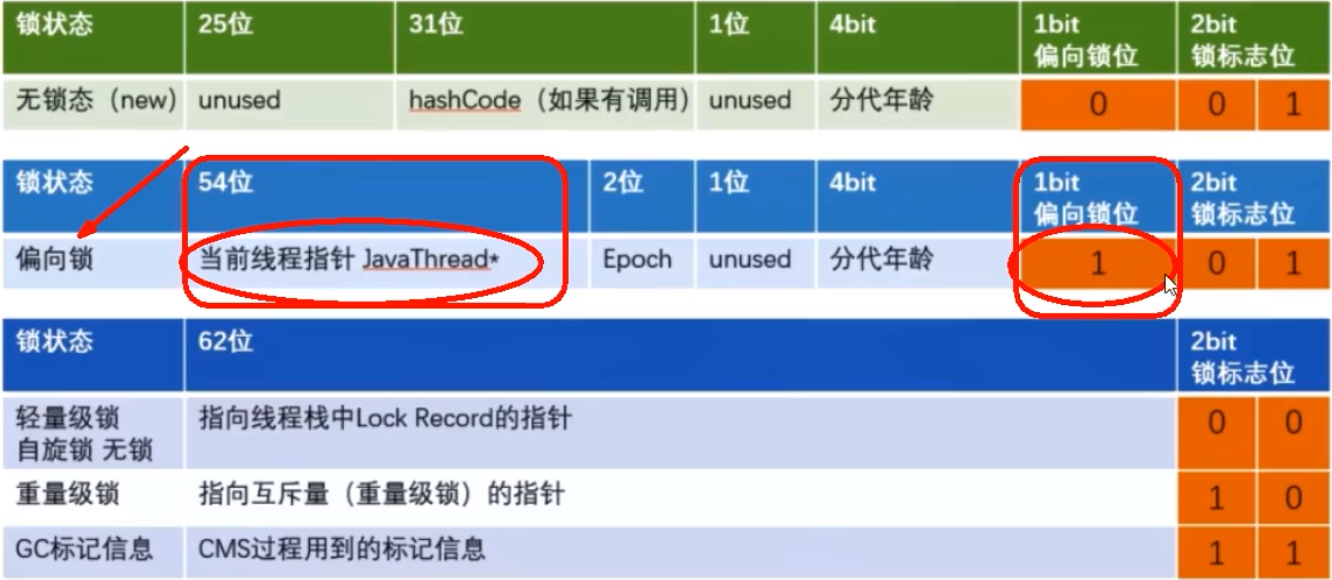 锁状态 25位 31位 1位 4bit 1bit 2bit
偏向锁位 锁标志位
无锁态（new） unused hashCode（如果有调用） unused 分代年龄 0 0 1
锁状态 54位 2位 1位 4bit 1bit 2bit
偏向锁位 锁标志位
偏向锁 当前线程指针 JavaThread* Epoch unused 分代年龄 1 0 1
锁状态 62位 2bit
锁标志位
轻量级锁 指向线程栈中Lock Record的指针 0 0
自旋锁 无锁
重量级锁 指向互斥量（重量级锁）的指针 1 0
GC标记信息 CMS过程用到的标记信息 1 1